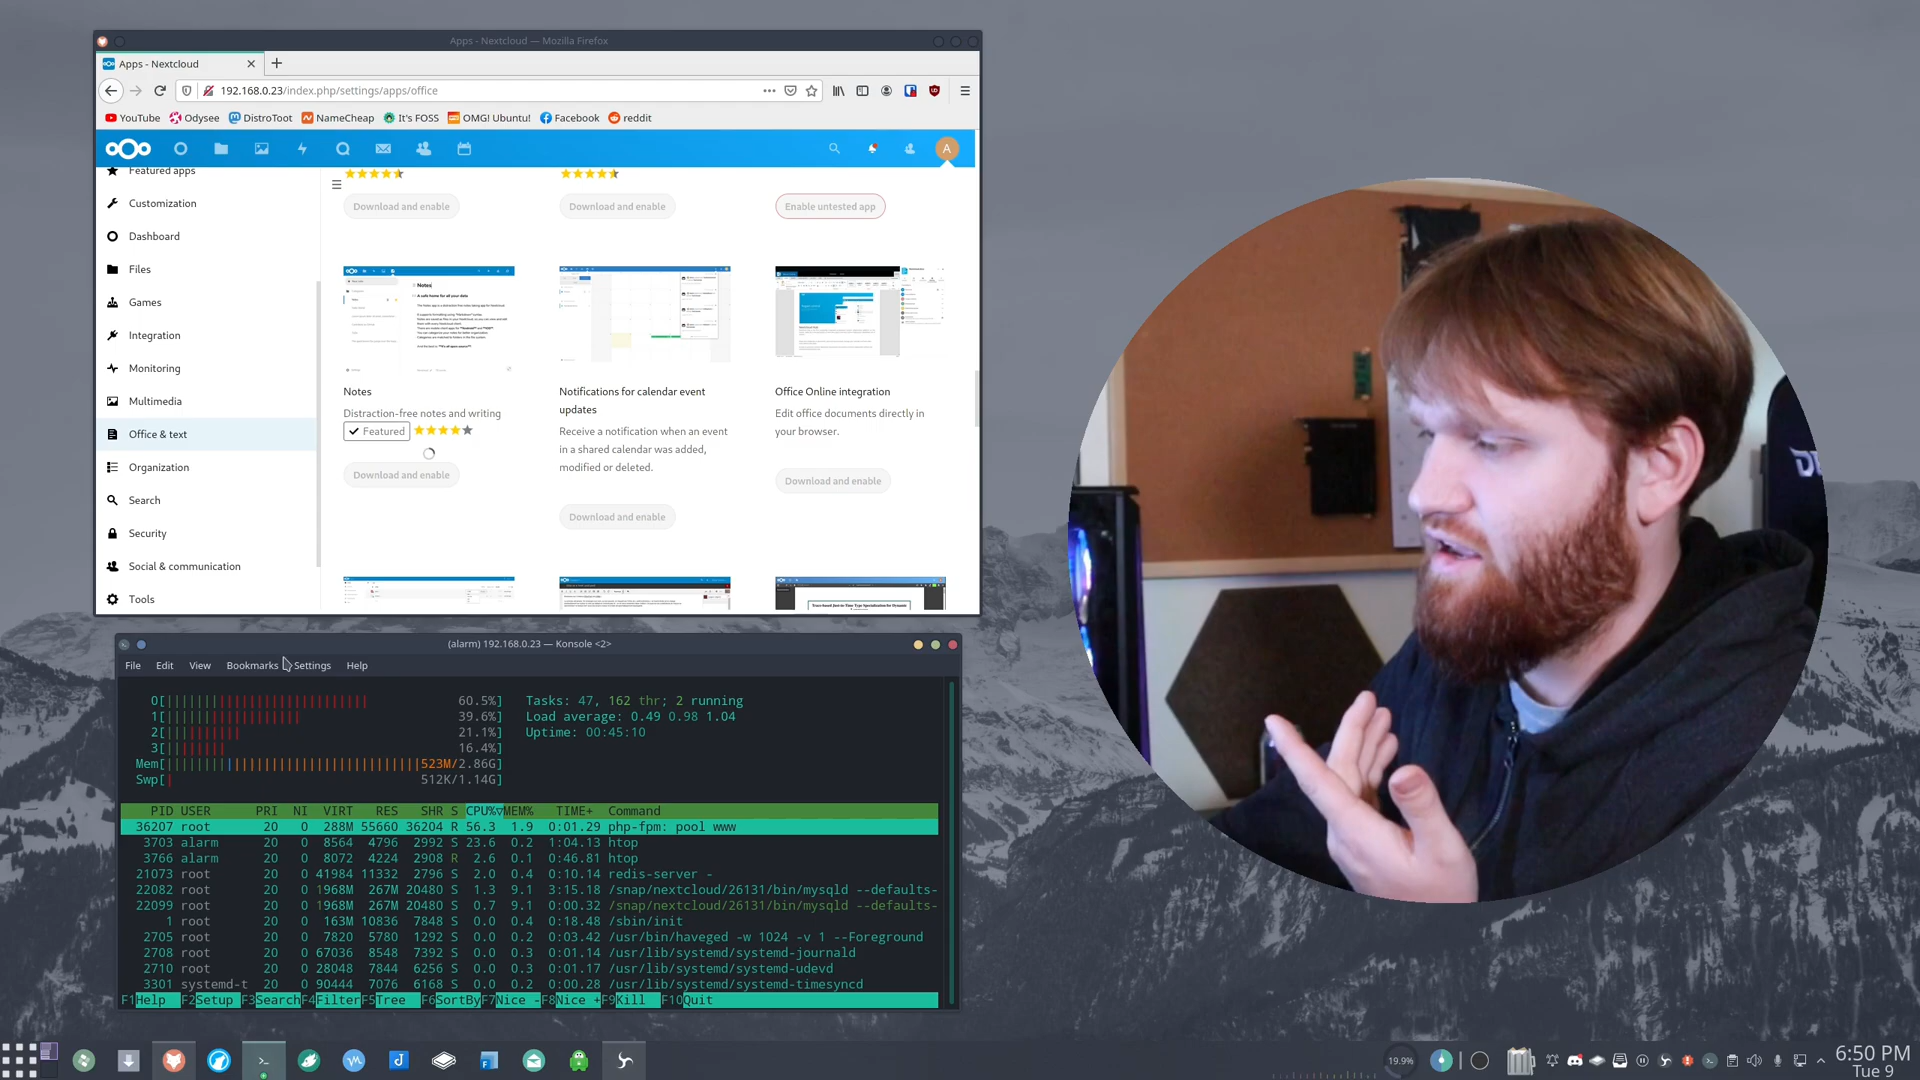 Apps - Nextcloud — Mozilla Firefox
Apps - Nextcloud
192.168.0.23/index.php/settings/apps/office
YouTube Odysee DistroToot NameCheap It's FOSS OMG! Ubuntu! Facebook reddit
A
Featured apps
Customization
Dashboard
Files
Games
Integration
Monitoring
Multimedia
Office & text
Organization
Search
Security
Social & communication
Tools
Download and enable
Download and enable
Enable untested app
Notes
A safe home for all your data
Notes
Distraction-free notes and writing
Featured
Download and enable
Notifications for calendar event
updates
Receive a notification when an event
in a shared calendar was added,
modified or deleted.
Download and enable
Office Online integration
Edit office documents directly in
your browser.
Download and enable
(alarm) 192.168.0.23 — Konsole <2>
File Edit View Bookmarks Settings Help
0[ 60.5%] Tasks: 47, 162 thr; 2 running
1[ 39.6%] Load average: 0.49 0.98 1.04
2[ 21.1%] Uptime: 00:45:10
3[ 16.4%]
Mem[ 523M/2.86G]
Swp[ 512K/1.14G]
PID USER PRI NI VIRT RES SHR S CPU%▽MEM% TIME+ Command
36207 root 20 0 288M 55660 36204 R 56.3 1.9 0:01.29 php-fpm: pool www
3703 alarm 20 0 8564 4796 2992 S 23.6 0.2 1:04.13 htop
3766 alarm 20 0 8072 4224 2908 R 2.6 0.1 0:46.81 htop
21073 root 20 0 41984 11332 2796 S 2.0 0.4 0:10.14 redis-server -
22082 root 20 0 1968M 267M 20480 S 1.3 9.1 3:15.18 /snap/nextcloud/26131/bin/mysqld --defaults-
22099 root 20 0 1968M 267M 20480 S 0.7 9.1 0:00.32 /snap/nextcloud/26131/bin/mysqld --defaults-
1 root 20 0 163M 10836 7848 S 0.0 0.4 0:18.48 /sbin/init
2705 root 20 0 7820 5780 1292 S 0.0 0.2 0:03.42 /usr/bin/haveged -w 1024 -v 1 --Foreground
2708 root 20 0 67036 8548 7392 S 0.0 0.3 0:01.14 /usr/lib/systemd/systemd-journald
2710 root 20 0 28048 7844 6256 S 0.0 0.3 0:01.17 /usr/lib/systemd/systemd-udevd
3301 systemd-t 20 0 90444 7076 6168 S 0.0 0.2 0:00.28 /usr/lib/systemd/systemd-timesyncd
F1Help F2Setup F3SearchF4FilterF5Tree F6SortByF7Nice -F8Nice +F9Kill F10Quit
19.9%
6:50 PM
Tue 9